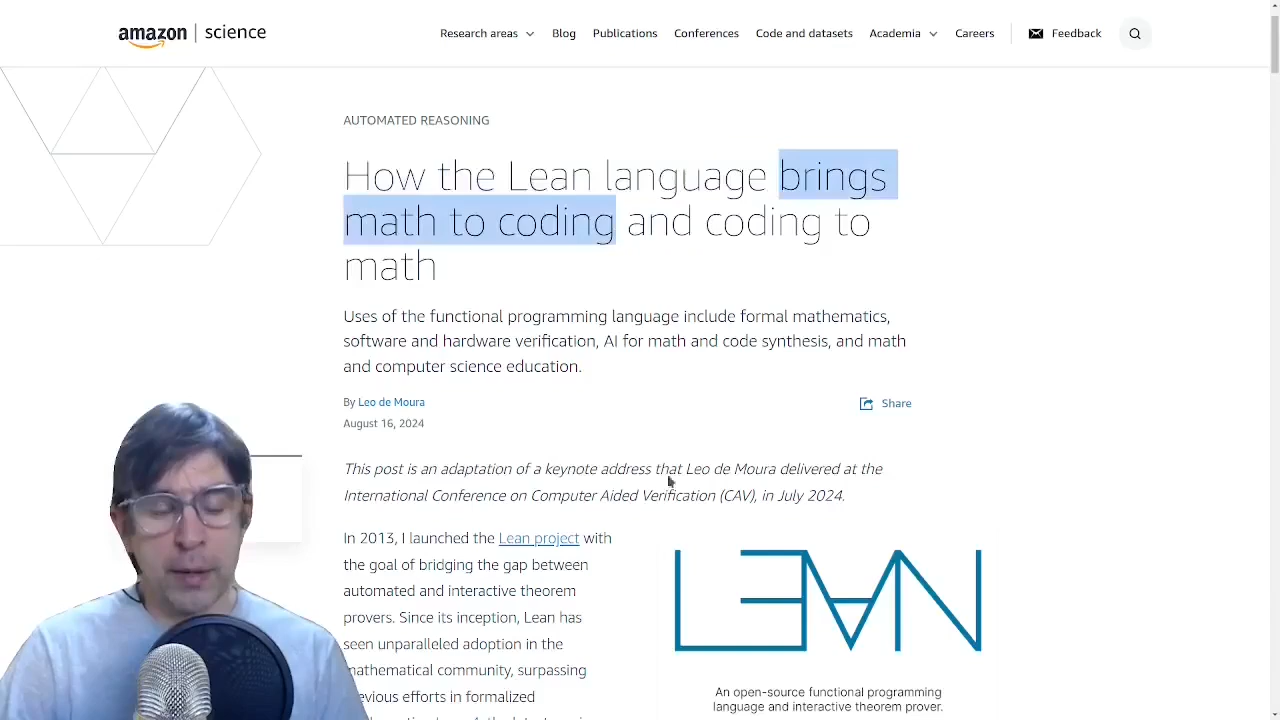 amazon | science
Research areas Blog Publications Conferences Code and datasets Academia Careers Feedback
AUTOMATED REASONING
How the Lean language brings
math to coding and coding to
math
Uses of the functional programming language include formal mathematics,
software and hardware verification, AI for math and code synthesis, and math
and computer science education.
By Leo de Moura
August 16, 2024
Share
This post is an adaptation of a keynote address that Leo de Moura delivered at the
International Conference on Computer Aided Verification (CAV), in July 2024.
In 2013, I launched the Lean project with
the goal of bridging the gap between
automated and interactive theorem
provers. Since its inception, Lean has
seen unparalleled adoption in the
mathematical community, surpassing
previous efforts in formalized
LEAN
An open-source functional programming
language and interactive theorem prover.